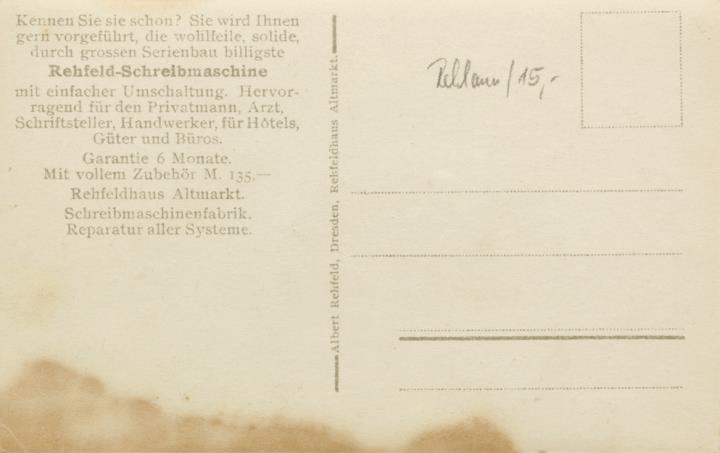 Kennen Sie sie schon? Sie wird Ihnen
gern vorgeführt, die wohlfeile, solide,
durch grossen Serienbau billigste
Rehfeld-Schreibmaschine
mit einfacher Umschaltung. Hervor-
ragend für den Privatmann, Arzt,
Schriftsteller, Handwerker, für Hôtels,
Güter und Büros.
Garantie 6 Monate.
Mit vollem Zubehör M. 135,—
Rehfeldhaus Altmarkt.
Schreibmaschinenfabrik.
Reparatur aller Systeme.
Albert Rehfeld, Dresden, Rehfeldhaus Altmarkt.
/15,-